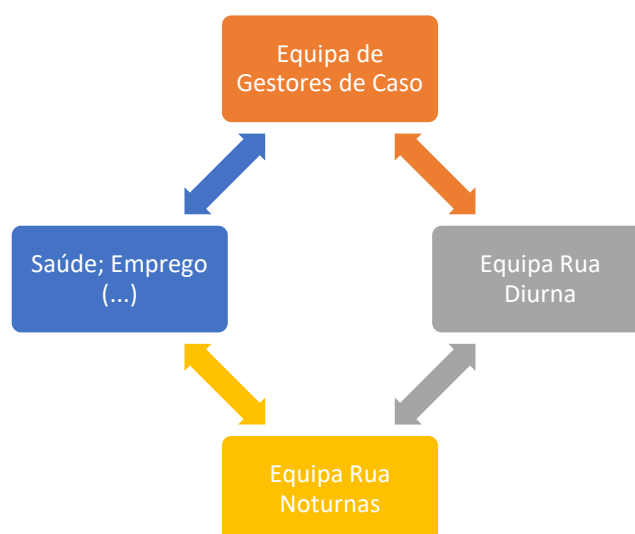 Equipa de
Gestores de Caso
Saúde; Emprego
(...)
Equipa Rua
Diurna
Equipa Rua
Noturnas